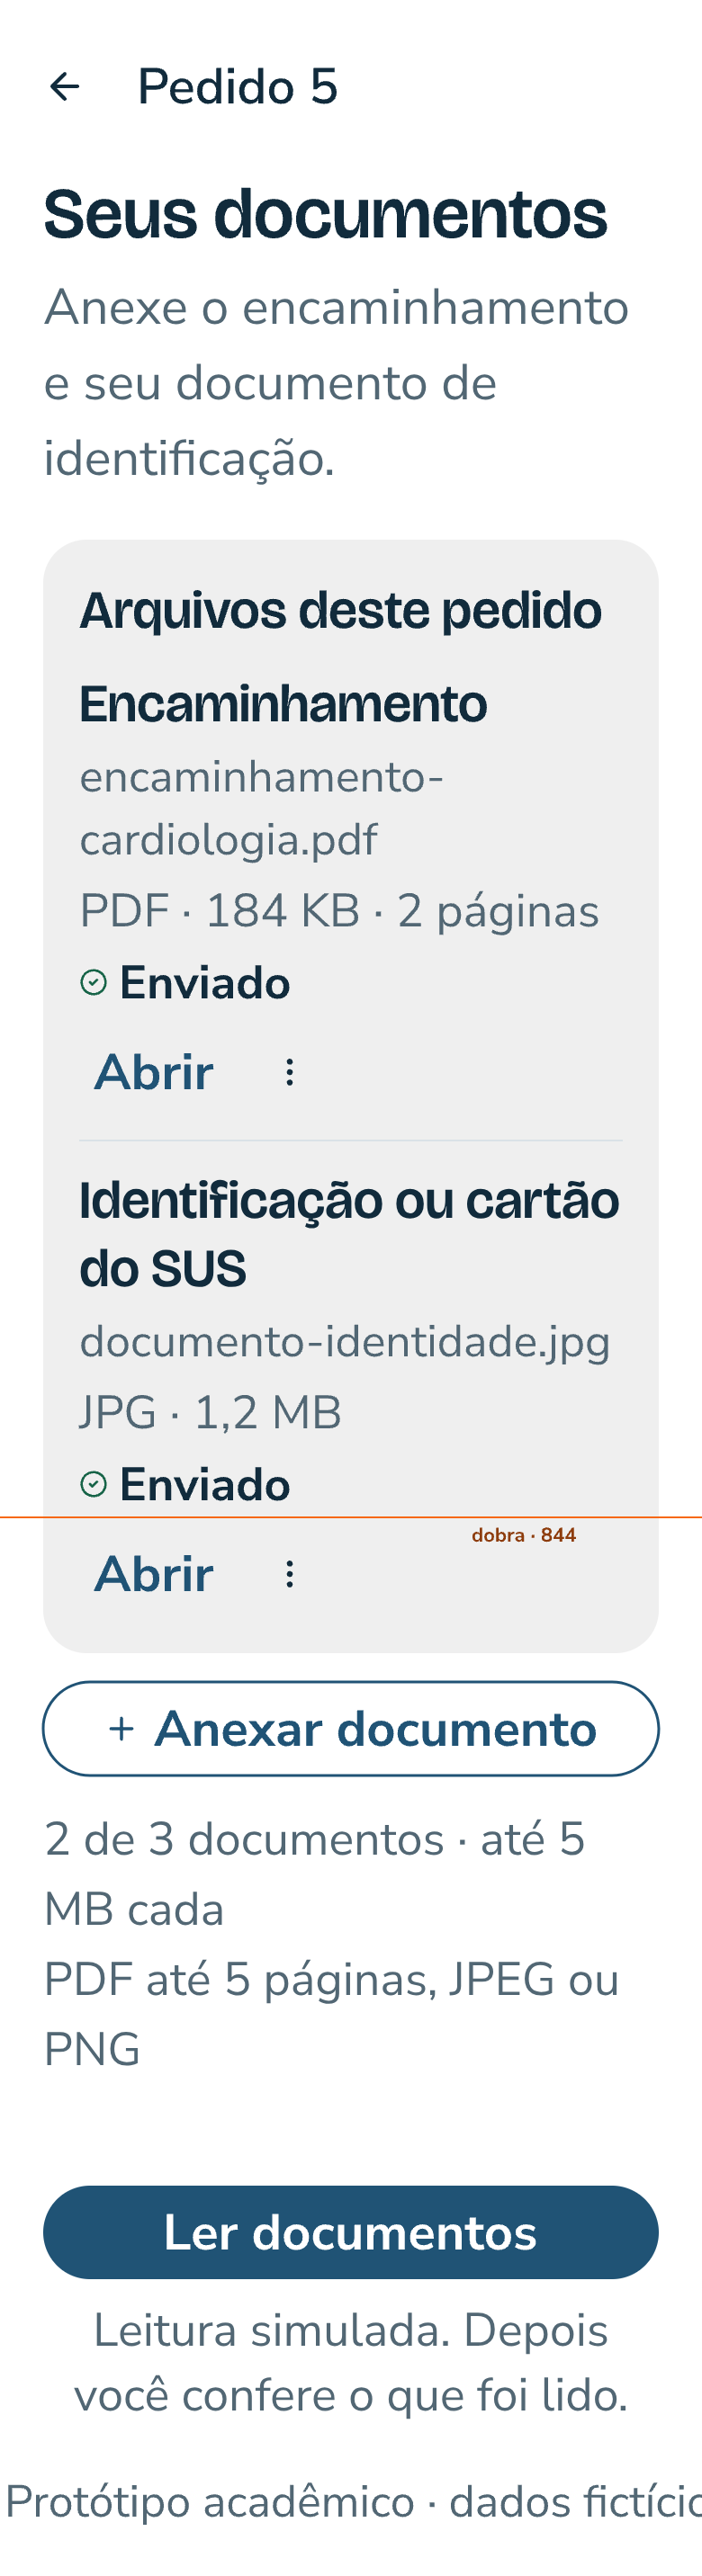 Pedido 5
Seus documentos
Anexe o encaminhamento
e seu documento de
identificação.
Arquivos deste pedido
Encaminhamento
encaminhamento-
cardiologia.pdf
PDF · 184 KB · 2 páginas
Enviado
Abrir
Identificação ou cartão
do SUS
documento-identidade.jpg
JPG · 1,2 MB
Enviado
dobra · 844
Abrir
+ Anexar documento
2 de 3 documentos · até 5
MB cada
PDF até 5 páginas, JPEG ou
PNG
Ler documentos
Leitura simulada. Depois
você confere o que foi lido.
Protótipo acadêmico · dados